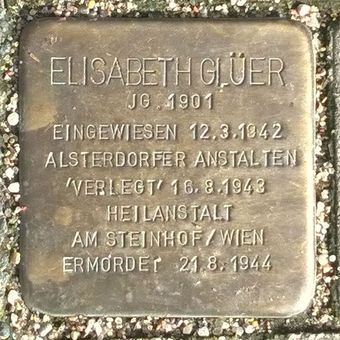 ELISABETH GLÜER
JG. 1901
EINGEWIESEN 12.3.1942
ALSTERDORFER ANSTALTEN
'VERLEGT' 16.8.1943
HEILANSTALT
AM STEINHOF/WIEN
ERMORDET 21.8.1944